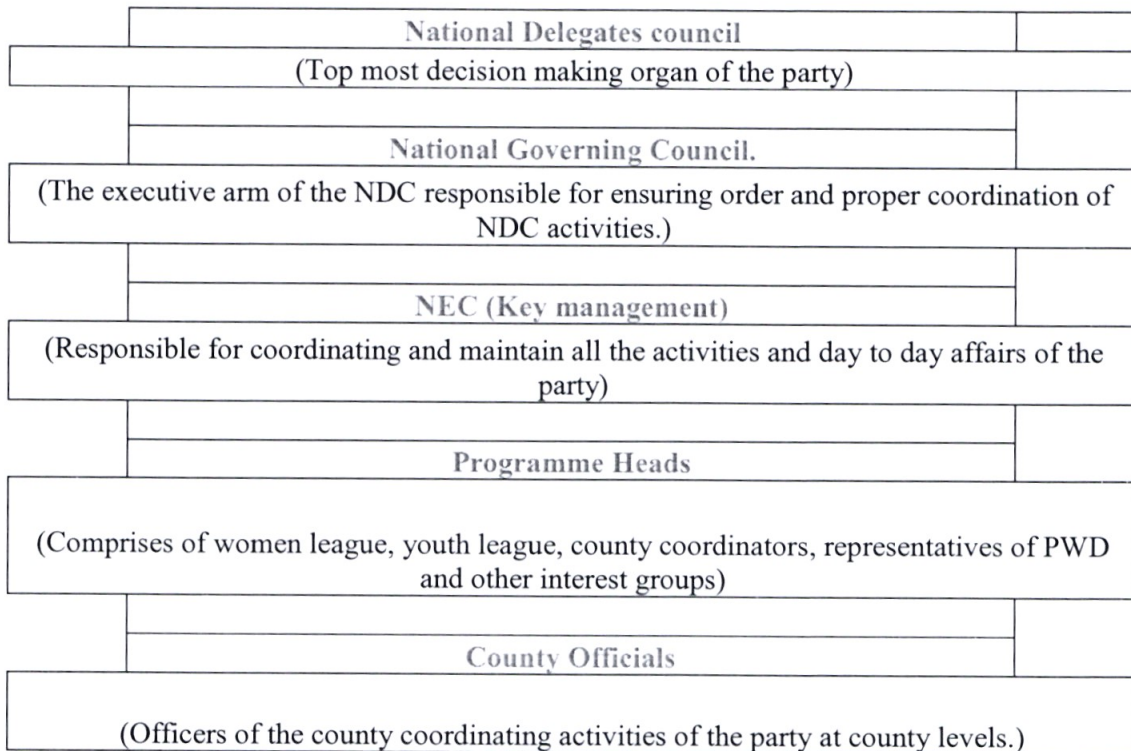 National Delegates council
(Top most decision making organ of the party)
National Governing Council.
(The executive arm of the NDC responsible for ensuring order and proper coordination of
NDC activities.)
NEC (Key management)
(Responsible for coordinating and maintain all the activities and day to day affairs of the
party)
Programme Heads
(Comprises of women league, youth league, county coordinators, representatives of PWD
and other interest groups)
County Officials
(Officers of the county coordinating activities of the party at county levels.)